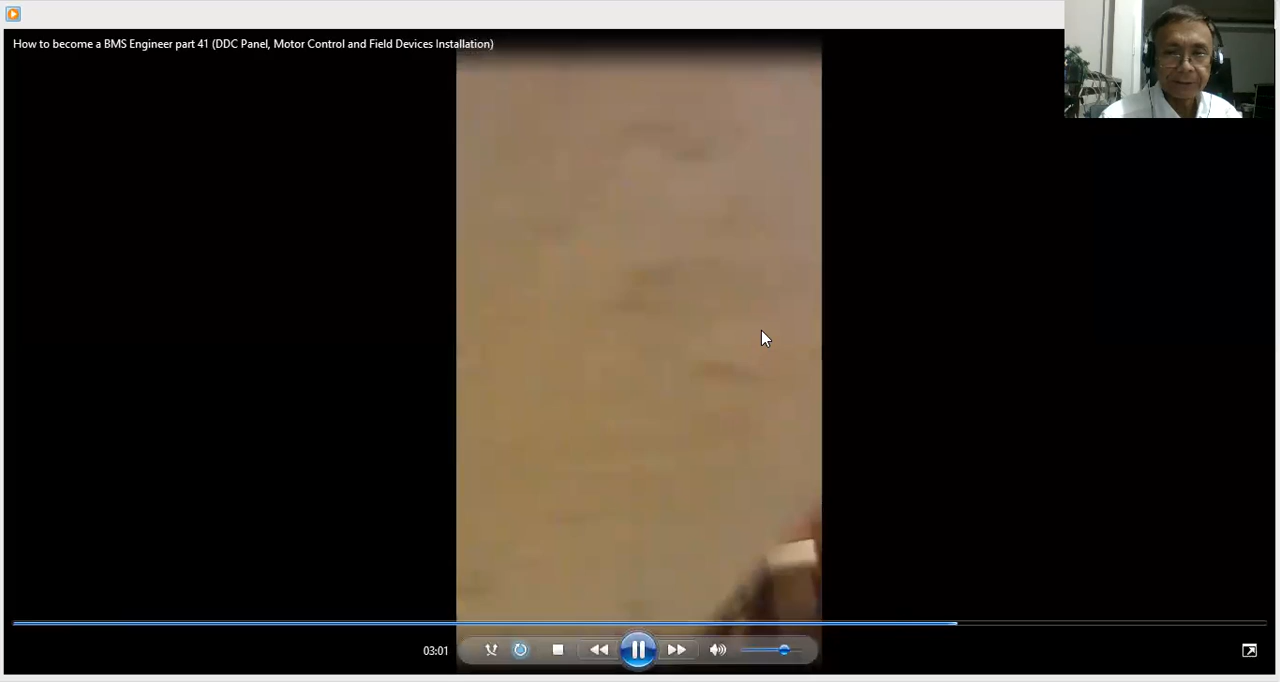 How to become a BMS Engineer part 41 (DDC Panel, Motor Control and Field Devices Installation)
03:01